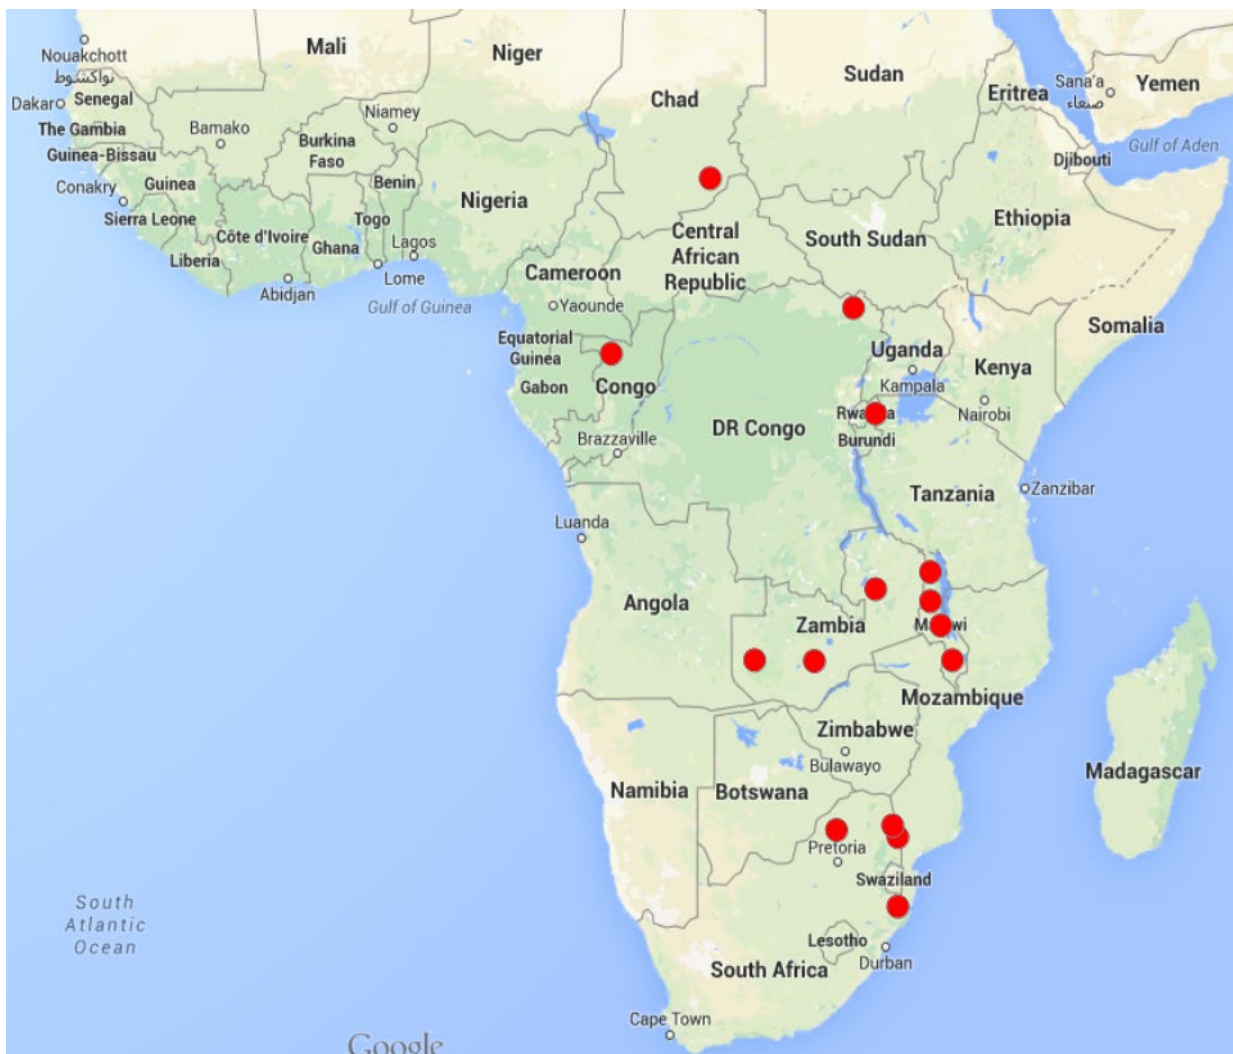 Nouakchott
نواكشوط
Mali
Niger
Chad
Sudan
Eritrea
Sana'a
صنعاء
Yemen
Dakar
Senegal
The Gambia
Guinea-Bissau
Bamako
Niamey
Burkina
Faso
Gulf of Aden
Djibouti
Conakry
Guinea
Benin
Nigeria
Sierra Leone
Côte d'Ivoire
Ghana
Togo
Lagos
Liberia
Lome
Abidjan
Gulf of Guinea
Central
African
Republic
South Sudan
Ethiopia
Cameroon
Yaounde
Somalia
Equatorial
Guinea
Gabon
Congo
Uganda
Kampala
Kenya
Nairobi
Brazzaville
DR Congo
Burundi
Tanzania
Zanzibar
Luanda
Angola
Zambia
Mozambique
Zimbabwe
Bulawayo
Madagascar
Namibia
Botswana
Pretoria
Swaziland
Lesotho
Durban
South Africa
Cape Town
South
Atlantic
Ocean
Google